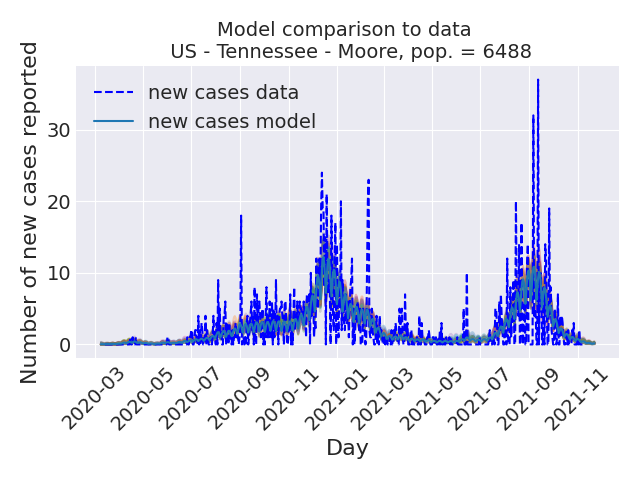 Model comparison to data
US - Tennessee - Moore, pop. = 6488
Number of new cases reported
new cases data
new cases model
30
20
10
0
2020-03
2020-05
2020-07
2020-09
2020-11
2021-01
2021-03
2021-05
2021-07
2021-09
2021-11
Day